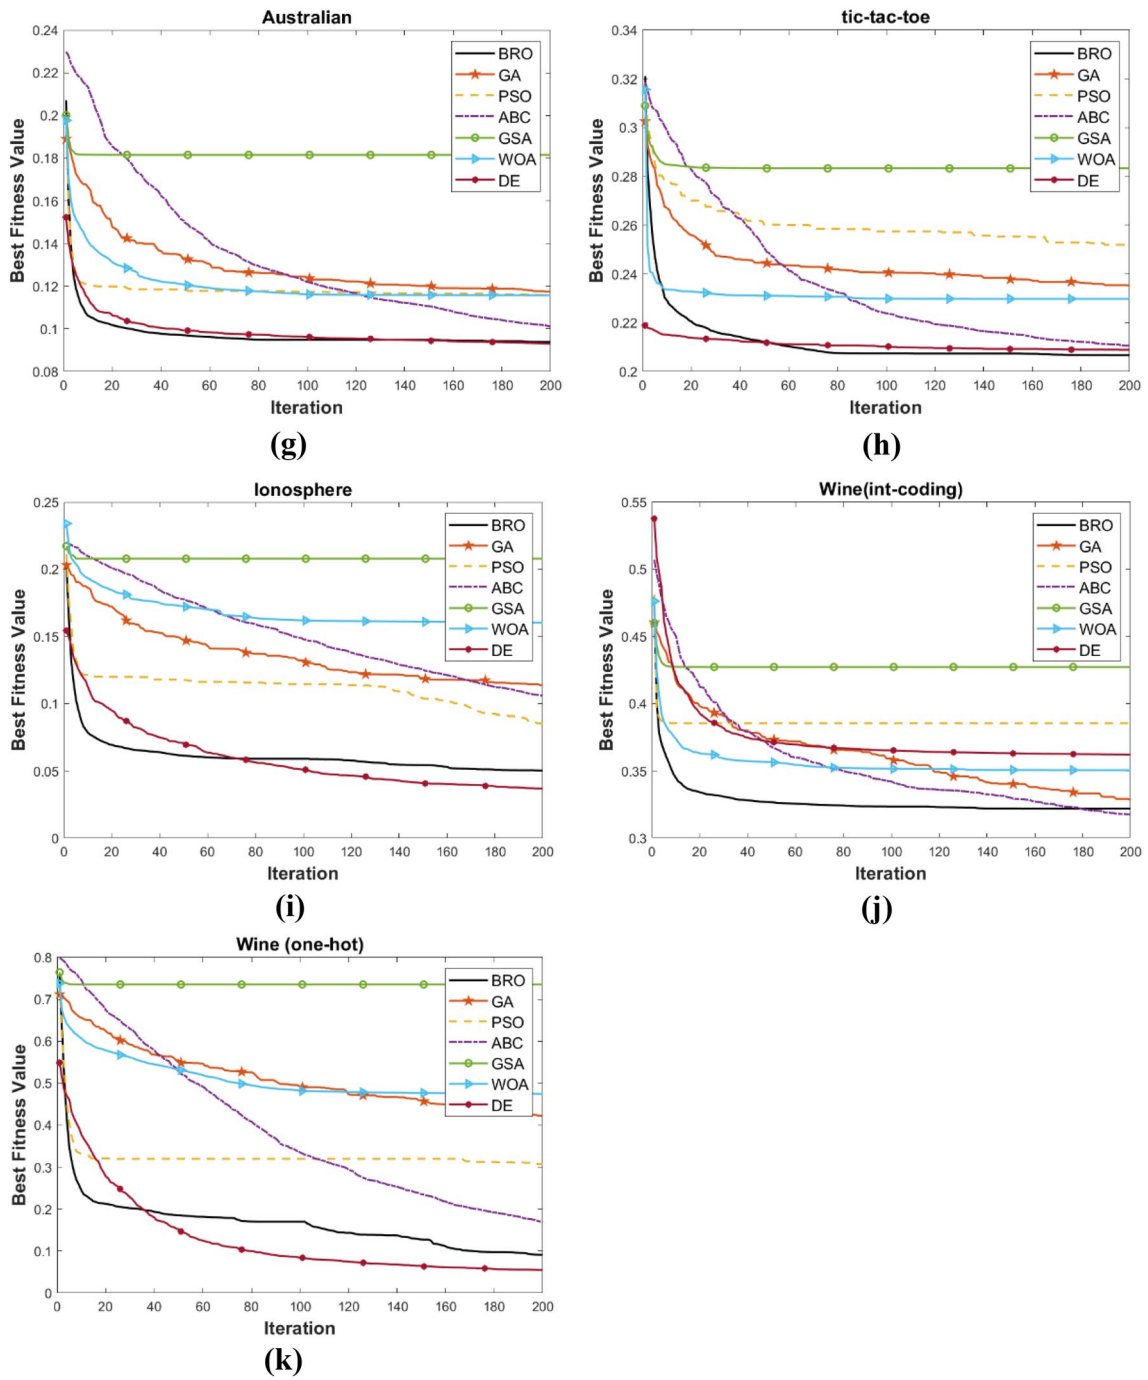 Australian
0.24
0.22
0.2
0.18
0.16
0.14
0.12
0.1
0.08
Best Fitness Value
0 20 40 60 80 100 120 140 160 180 200
Iteration
BRO
GA
PSO
ABC
GSA
WOA
DE
(g)
tic-tac-toe
0.34
0.32
0.3
0.28
0.26
0.24
0.22
0.2
Best Fitness Value
0 20 40 60 80 100 120 140 160 180 200
Iteration
BRO
GA
PSO
ABC
GSA
WOA
DE
(h)
Ionosphere
0.25
0.2
0.15
0.1
0.05
0
Best Fitness Value
0 20 40 60 80 100 120 140 160 180 200
Iteration
BRO
GA
PSO
ABC
GSA
WOA
DE
(i)
Wine(int-coding)
0.55
0.5
0.45
0.4
0.35
0.3
Best Fitness Value
0 20 40 60 80 100 120 140 160 180 200
Iteration
BRO
GA
PSO
ABC
GSA
WOA
DE
(j)
Wine (one-hot)
0.8
0.7
0.6
0.5
0.4
0.3
0.2
0.1
0
Best Fitness Value
0 20 40 60 80 100 120 140 160 180 200
Iteration
BRO
GA
PSO
ABC
GSA
WOA
DE
(k)